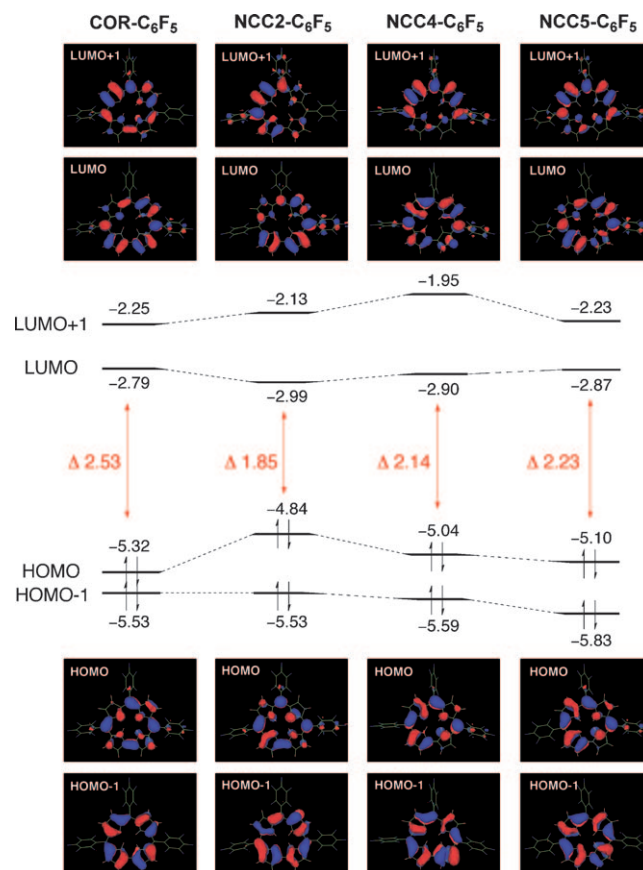 COR-C₆F₅ NCC2-C₆F₅ NCC4-C₆F₅ NCC5-C₆F₅
LUMO+1 LUMO+1 LUMO+1 LUMO+1
LUMO LUMO LUMO LUMO
−2.25 −2.13 −1.95 −2.23
LUMO+1
LUMO
−2.79 −2.99 −2.90 −2.87
Δ 2.53 Δ 1.85 Δ 2.14 Δ 2.23
−5.32 −4.84 −5.04 −5.10
HOMO
HOMO-1
−5.53 −5.53 −5.59 −5.83
HOMO HOMO HOMO HOMO
HOMO-1 HOMO-1 HOMO-1 HOMO-1